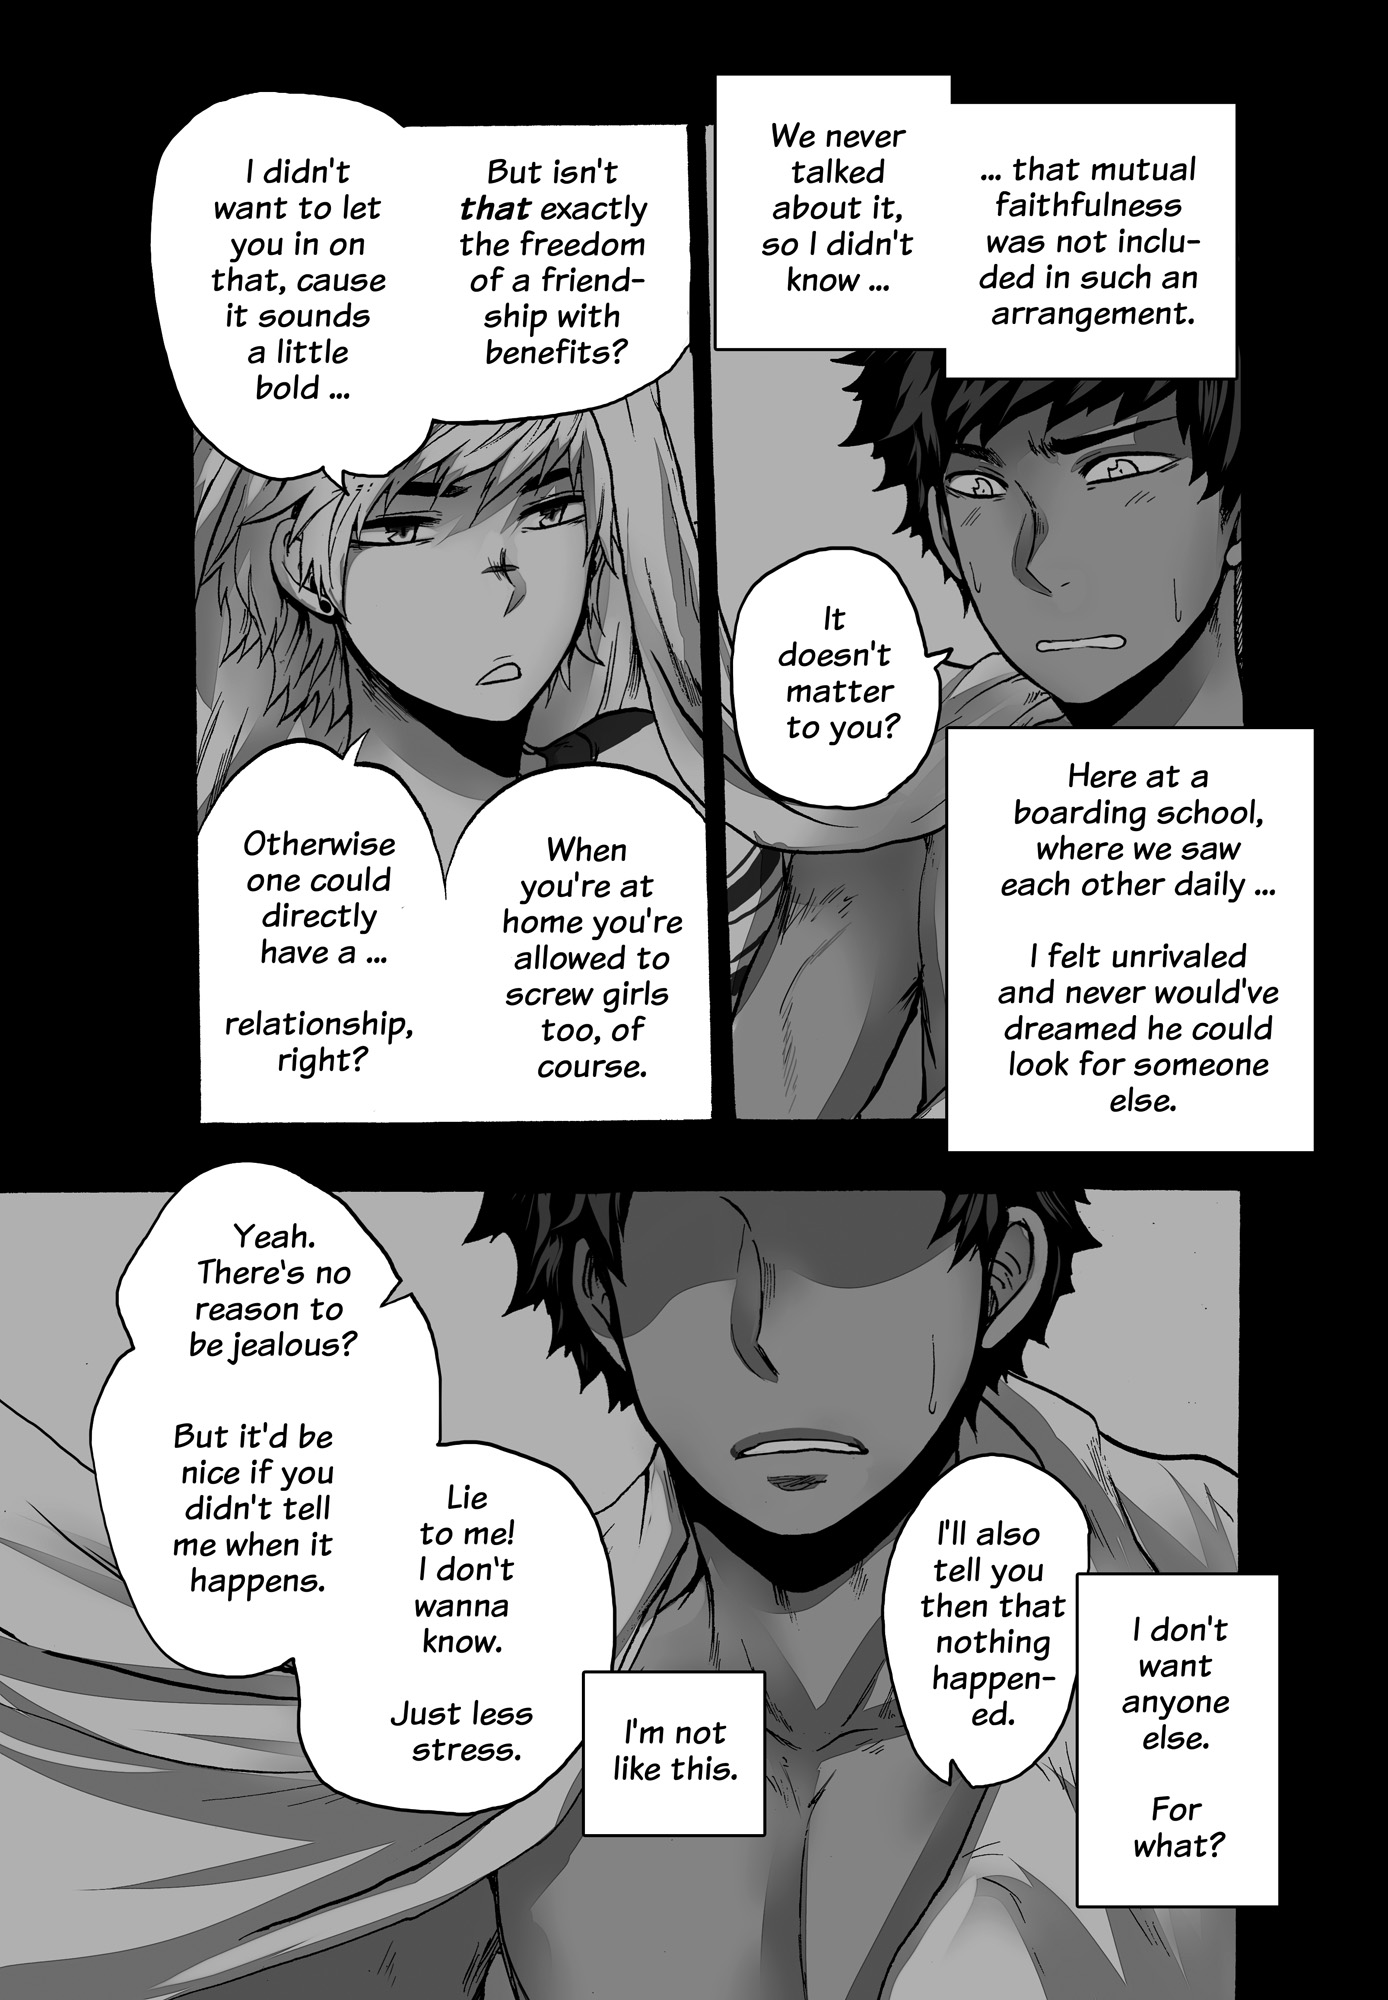 I didn't
want to let
you in on
that, cause
it sounds
a little
bold ...
But isn't
that exactly
the freedom
of a friend-
ship with
benefits?
Otherwise
one could
directly
have a ...
relationship,
right?
When
you're at
home you're
allowed to
screw girls
too, of
course.
We never
talked
about it,
so I didn't
know ...
... that mutual
faithfulness
was not inclu-
ded in such an
arrangement.
It
doesn't
matter
to you?
Here at a
boarding school,
where we saw
each other daily ...
I felt unrivaled
and never would've
dreamed he could
look for someone
else.
Yeah.
There's no
reason to
be jealous?
But it'd be
nice if you
didn't tell
me when it
happens.
Lie
to me!
I don't
wanna
know.
Just less
stress.
I'm not
like this.
I'll also
tell you
then that
nothing
happen-
ed.
I don't
want
anyone
else.
For
what?